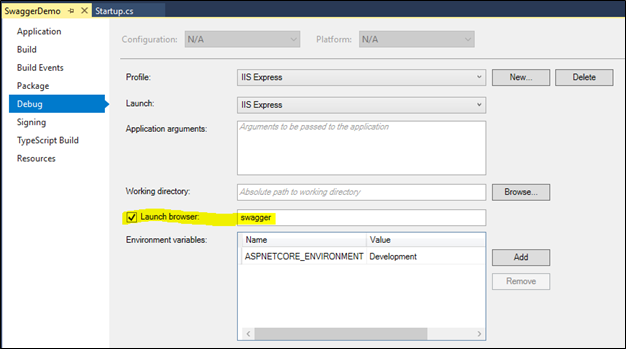 SwaggerDemo Startup.cs
Application
Build
Build Events
Package
Debug
Signing
TypeScript Build
Resources
Configuration: N/A Platform: N/A
Profile: IIS Express New... Delete
Launch: IIS Express
Application arguments: Arguments to be passed to the application
Working directory: Absolute path to working directory Browse...
Launch browser: swagger
Environment variables: Name Value Add
ASPNETCORE_ENVIRONMENT Development
Remove